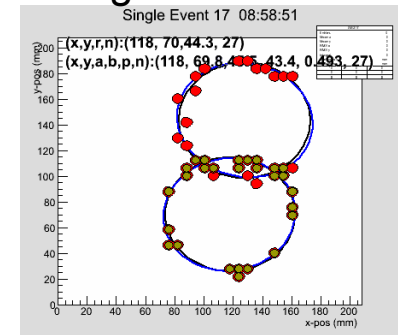 Single Event 17 08:58:51
(x,y,r,n):(118, 70,44.3, 27)
(x,y,a,b,p,n):(118, 69.8, 43.4, 0.493, 27)
y-pos (mm)
200
180
160
140
120
100
80
60
40
20
0
0 20 40 60 80 100 120 140 160 180 200
x-pos (mm)